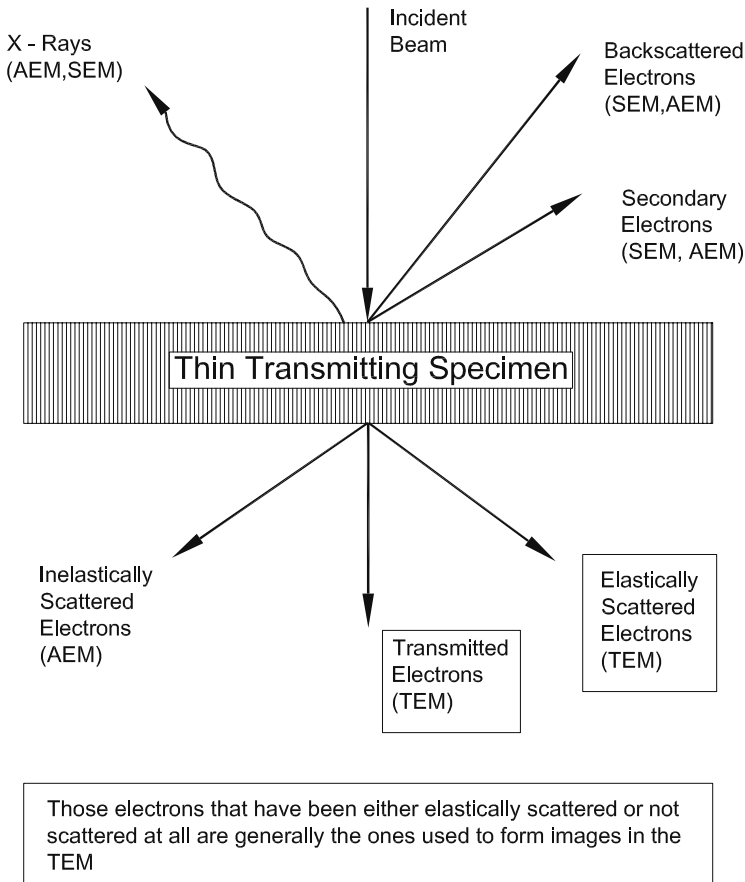 X - Rays
(AEM,SEM)
Incident
Beam
Backscattered
Electrons
(SEM,AEM)
Secondary
Electrons
(SEM, AEM)
Thin Transmitting Specimen
Inelastically
Scattered
Electrons
(AEM)
Transmitted
Electrons
(TEM)
Elastically
Scattered
Electrons
(TEM)
Those electrons that have been either elastically scattered or not
scattered at all are generally the ones used to form images in the
TEM